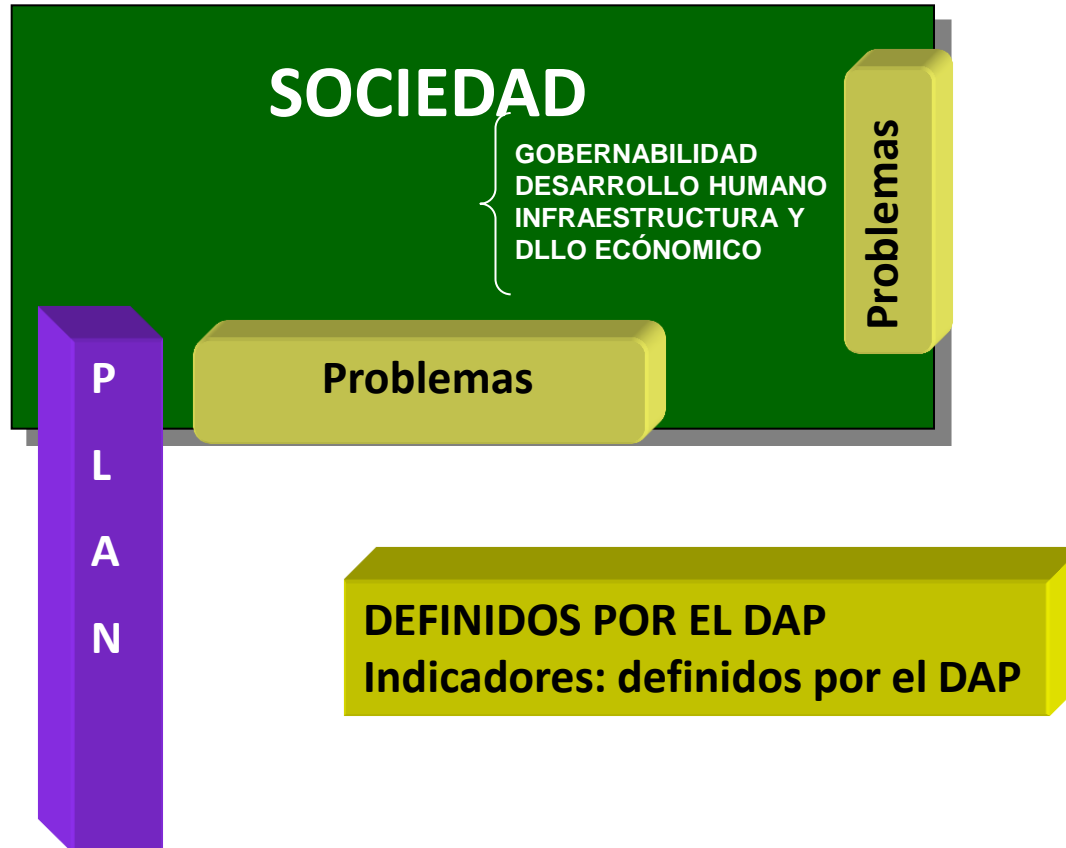 SOCIEDAD
GOBERNABILIDAD
DESARROLLO HUMANO
INFRAESTRUCTURA Y
DLLO ECÓNOMICO
Problemas
Problemas
P
L
A
N
DEFINIDOS POR EL DAP
Indicadores: definidos por el DAP